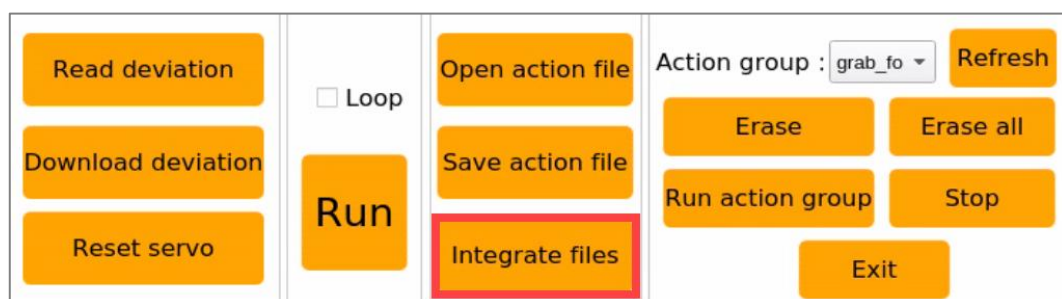 Read deviation
Download deviation
Reset servo
Loop
Run
Open action file
Save action file
Integrate files
Action group : grab_fo Refresh
Erase Erase all
Run action group Stop
Exit